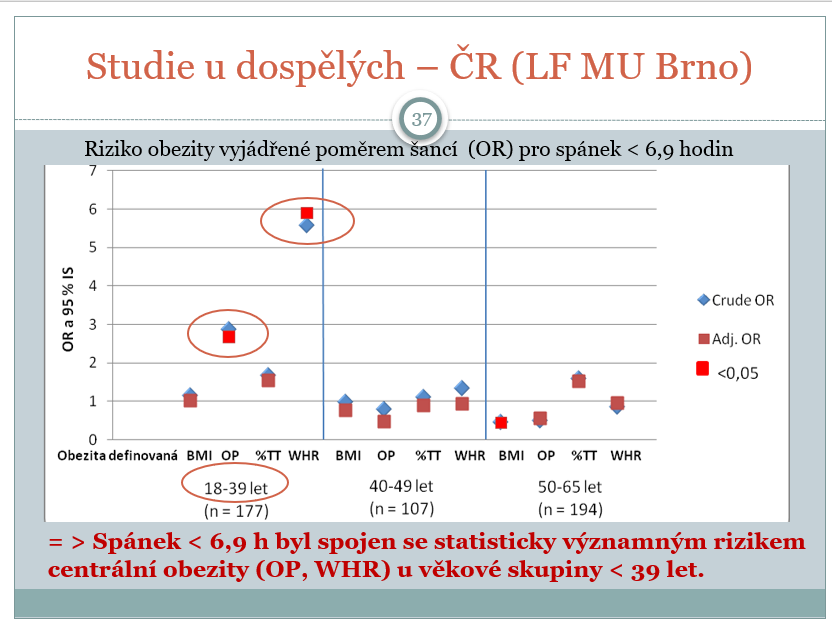 Studie u dospělých – ČR (LF MU Brno)
37
Riziko obezity vyjádřené poměrem šancí (OR) pro spánek < 6,9 hodin
7
6
5
4
3
2
1
0
OR a 95 % IS
Crude OR
Adj. OR
<0,05
Obezita definovaná BMI OP %TT WHR BMI OP %TT WHR BMI OP %TT WHR
18-39 let 40-49 let 50-65 let
(n = 177) (n = 107) (n = 194)
= > Spánek < 6,9 h byl spojen se statisticky významným rizikem
centrální obezity (OP, WHR) u věkové skupiny < 39 let.